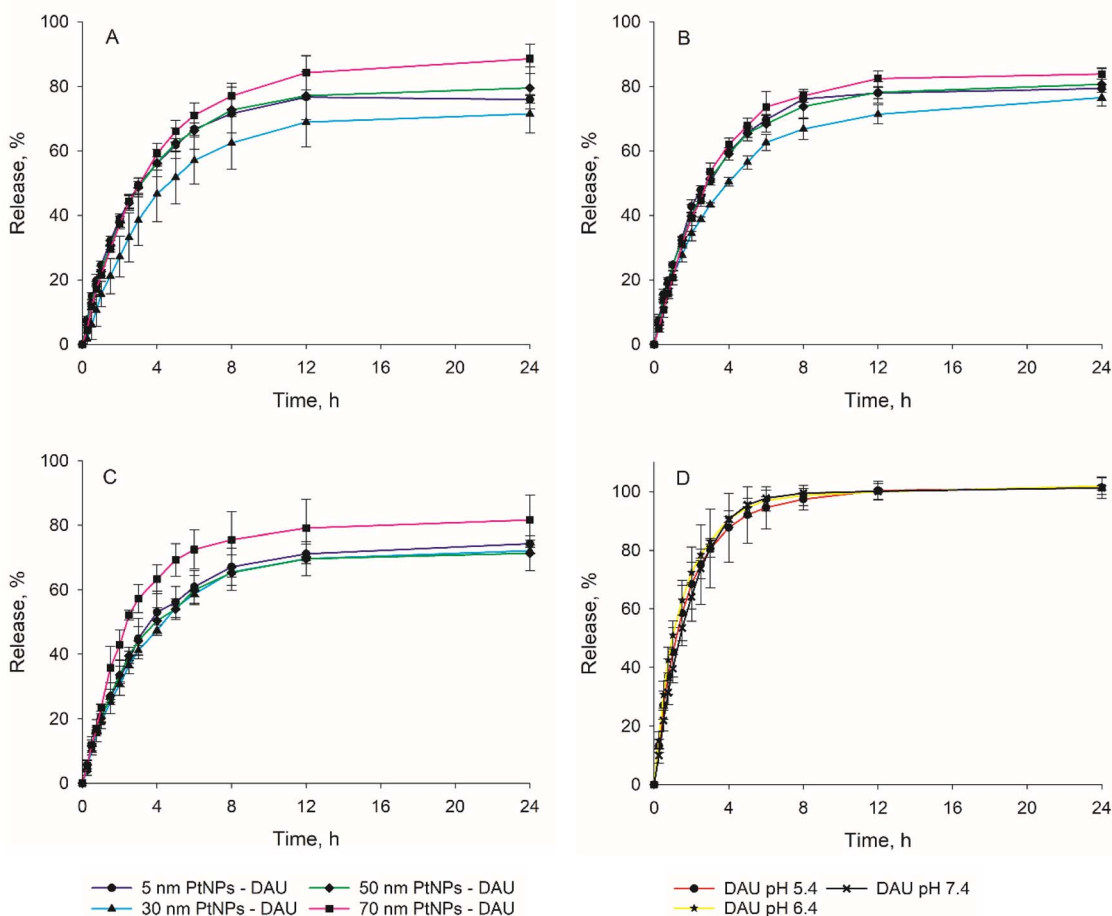 A
100
80
60
40
20
0
Release, %
0 4 8 12 16 20 24
Time, h
B
100
80
60
40
20
0
Release, %
0 4 8 12 16 20 24
Time, h
C
100
80
60
40
20
0
Release, %
0 4 8 12 16 20 24
Time, h
D
100
80
60
40
20
0
Release, %
0 4 8 12 16 20 24
Time, h
5 nm PtNPs - DAU 50 nm PtNPs - DAU
30 nm PtNPs - DAU 70 nm PtNPs - DAU
DAU pH 5.4 DAU pH 7.4
DAU pH 6.4